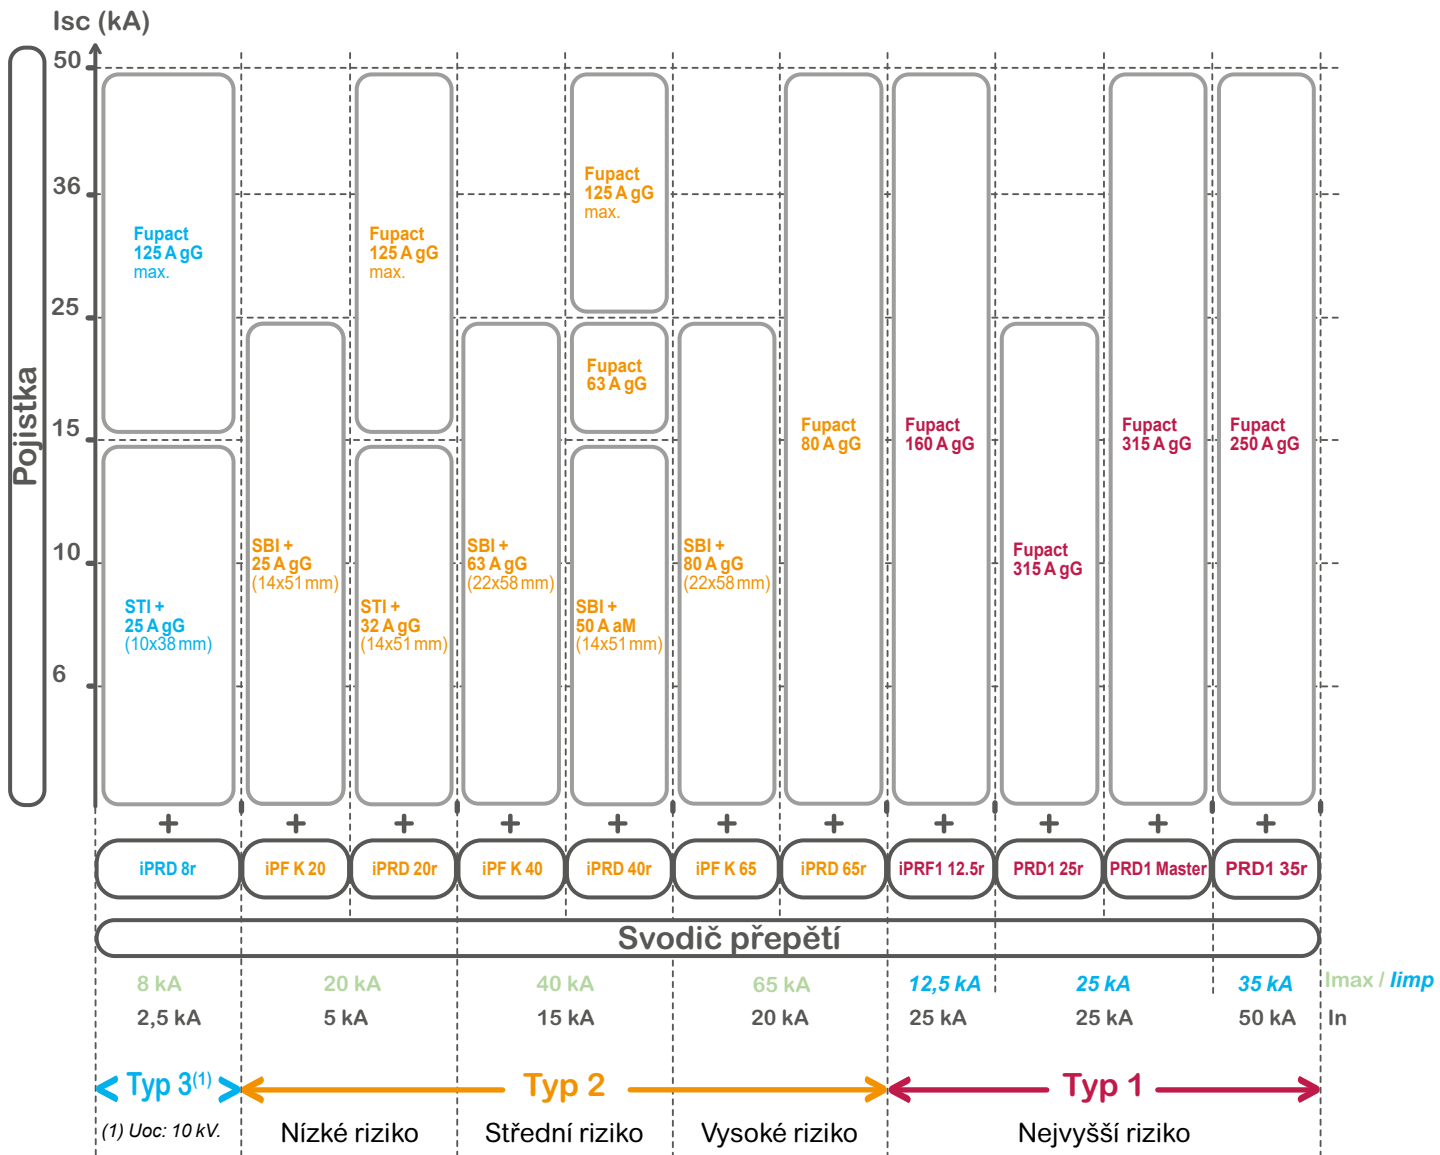 Isc (kA)
50
36
25
15
10
6
Pojistka
Fupact
125 A gG
max.
STI +
25 A gG
(10x38 mm)
SBI +
25 A gG
(14x51 mm)
Fupact
125 A gG
max.
STI +
32 A gG
(14x51 mm)
SBI +
63 A gG
(22x58 mm)
Fupact
125 A gG
max.
Fupact
63 A gG
SBI +
50 A aM
(14x51 mm)
SBI +
80 A gG
(22x58 mm)
Fupact
80 A gG
Fupact
160 A gG
Fupact
315 A gG
Fupact
315 A gG
Fupact
250 A gG
+ + + + + + + + + + +
iPRD 8r iPF K 20 iPRD 20r iPF K 40 iPRD 40r iPF K 65 iPRD 65r iPRF1 12.5r PRD1 25r PRD1 Master PRD1 35r
Svodič přepětí
8 kA 20 kA 40 kA 65 kA 12,5 kA 25 kA 35 kA Imax / Iimp
2,5 kA 5 kA 15 kA 20 kA 25 kA 25 kA 50 kA In
Typ 3(1) Typ 2 Typ 1
(1) Uoc: 10 kV. Nízké riziko Střední riziko Vysoké riziko Nejvyšší riziko